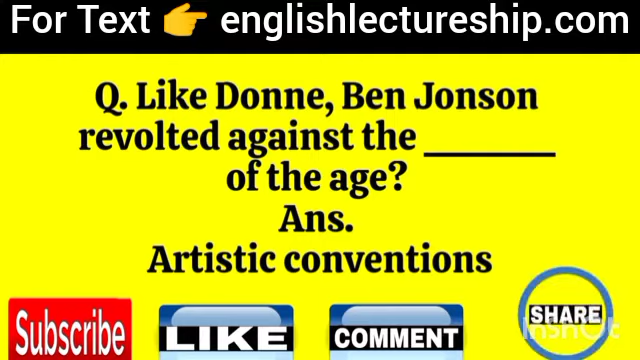 For Text 👉 englishlectureship.com
Q. Like Donne, Ben Jonson
revolted against the ______
of the age?
Ans.
Artistic conventions
Subscribe
LIKE
COMMENT
SHARE
InShOt